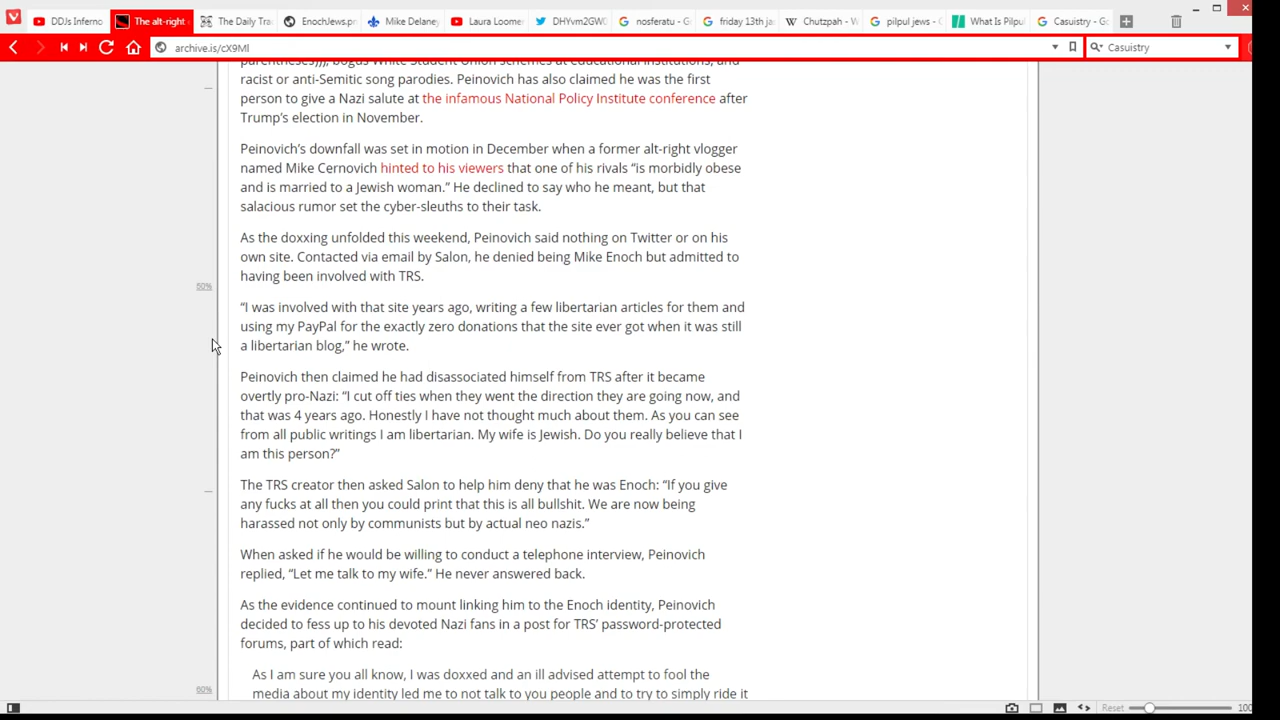 DDJs Inferno
The alt-right
The Daily Tra
EnochJews.pr
Mike Delaney
Laura Loome
DHYvm2GW0
nosferatu - G
friday 13th ja
Chutzpah - W
pilpul jews - G
What Is Pilpu
Casuistry - Go
archive.is/cX9Ml
Casuistry
parentheses))), bogus White Student Union schemes at educational institutions, and
racist or anti-Semitic song parodies. Peinovich has also claimed he was the first
person to give a Nazi salute at the infamous National Policy Institute conference after
Trump’s election in November.
Peinovich’s downfall was set in motion in December when a former alt-right vlogger
named Mike Cernovich hinted to his viewers that one of his rivals “is morbidly obese
and is married to a Jewish woman.” He declined to say who he meant, but that
salacious rumor set the cyber-sleuths to their task.
As the doxxing unfolded this weekend, Peinovich said nothing on Twitter or on his
own site. Contacted via email by Salon, he denied being Mike Enoch but admitted to
having been involved with TRS.
50%
“I was involved with that site years ago, writing a few libertarian articles for them and
using my PayPal for the exactly zero donations that the site ever got when it was still
a libertarian blog,” he wrote.
Peinovich then claimed he had disassociated himself from TRS after it became
overtly pro-Nazi: “I cut off ties when they went the direction they are going now, and
that was 4 years ago. Honestly I have not thought much about them. As you can see
from all public writings I am libertarian. My wife is Jewish. Do you really believe that I
am this person?”
The TRS creator then asked Salon to help him deny that he was Enoch: “If you give
any fucks at all then you could print that this is all bullshit. We are now being
harassed not only by communists but by actual neo nazis.”
When asked if he would be willing to conduct a telephone interview, Peinovich
replied, “Let me talk to my wife.” He never answered back.
As the evidence continued to mount linking him to the Enoch identity, Peinovich
decided to fess up to his devoted Nazi fans in a post for TRS’ password-protected
forums, part of which read:
As I am sure you all know, I was doxxed and an ill advised attempt to fool the
60%
media about my identity led me to not talk to you people and to try to simply ride it
Reset
100